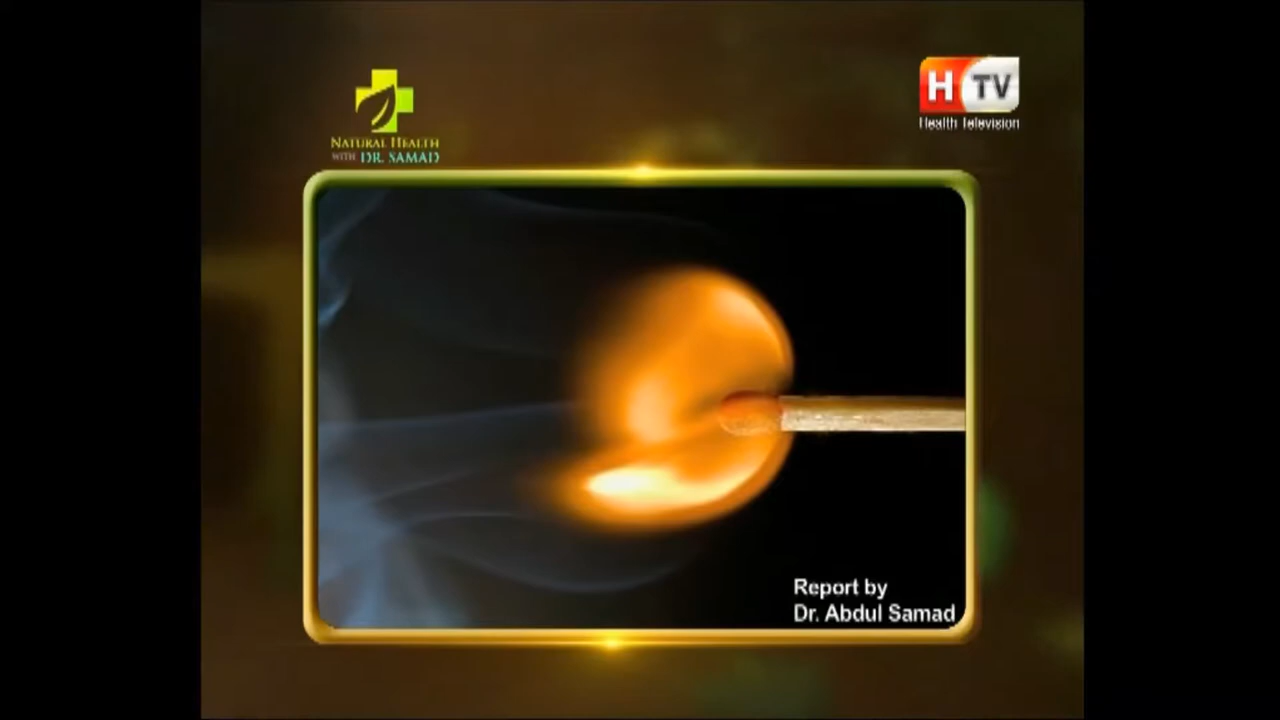 NATURAL HEALTH
WITH DR. SAMAD
H TV
Health Television
Report by
Dr. Abdul Samad